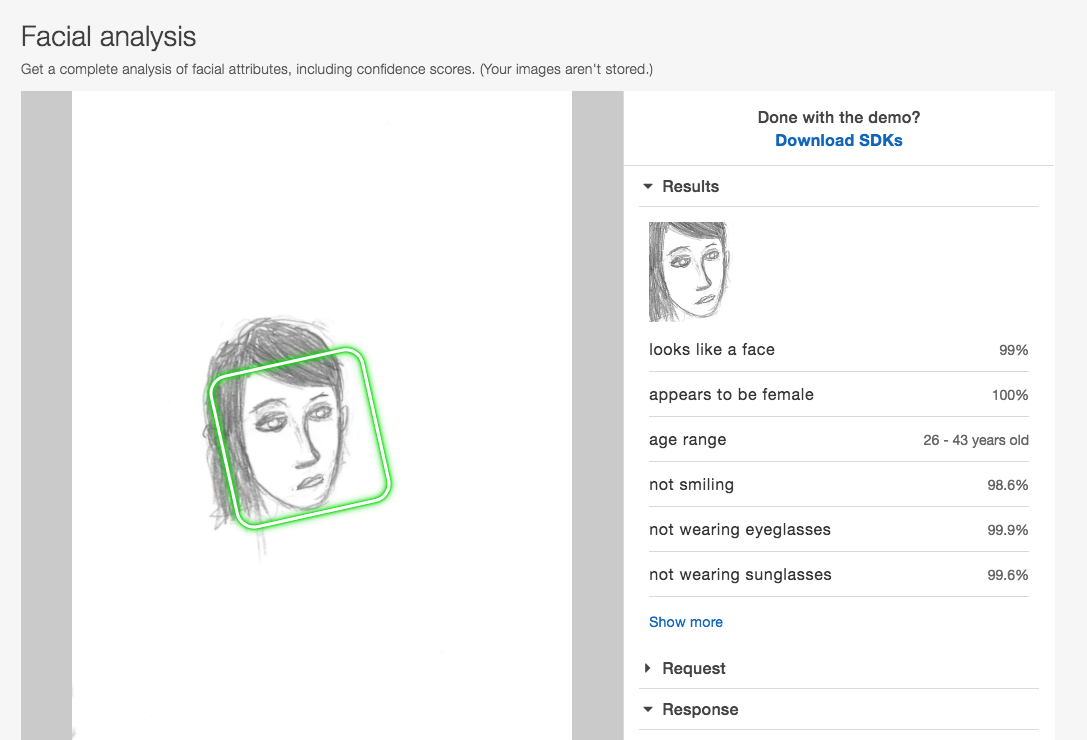 Facial analysis
Get a complete analysis of facial attributes, including confidence scores. (Your images aren't stored.)
Done with the demo?
Download SDKs
Results
looks like a face 99%
appears to be female 100%
age range 26 - 43 years old
not smiling 98.6%
not wearing eyeglasses 99.9%
not wearing sunglasses 99.6%
Show more
Request
Response